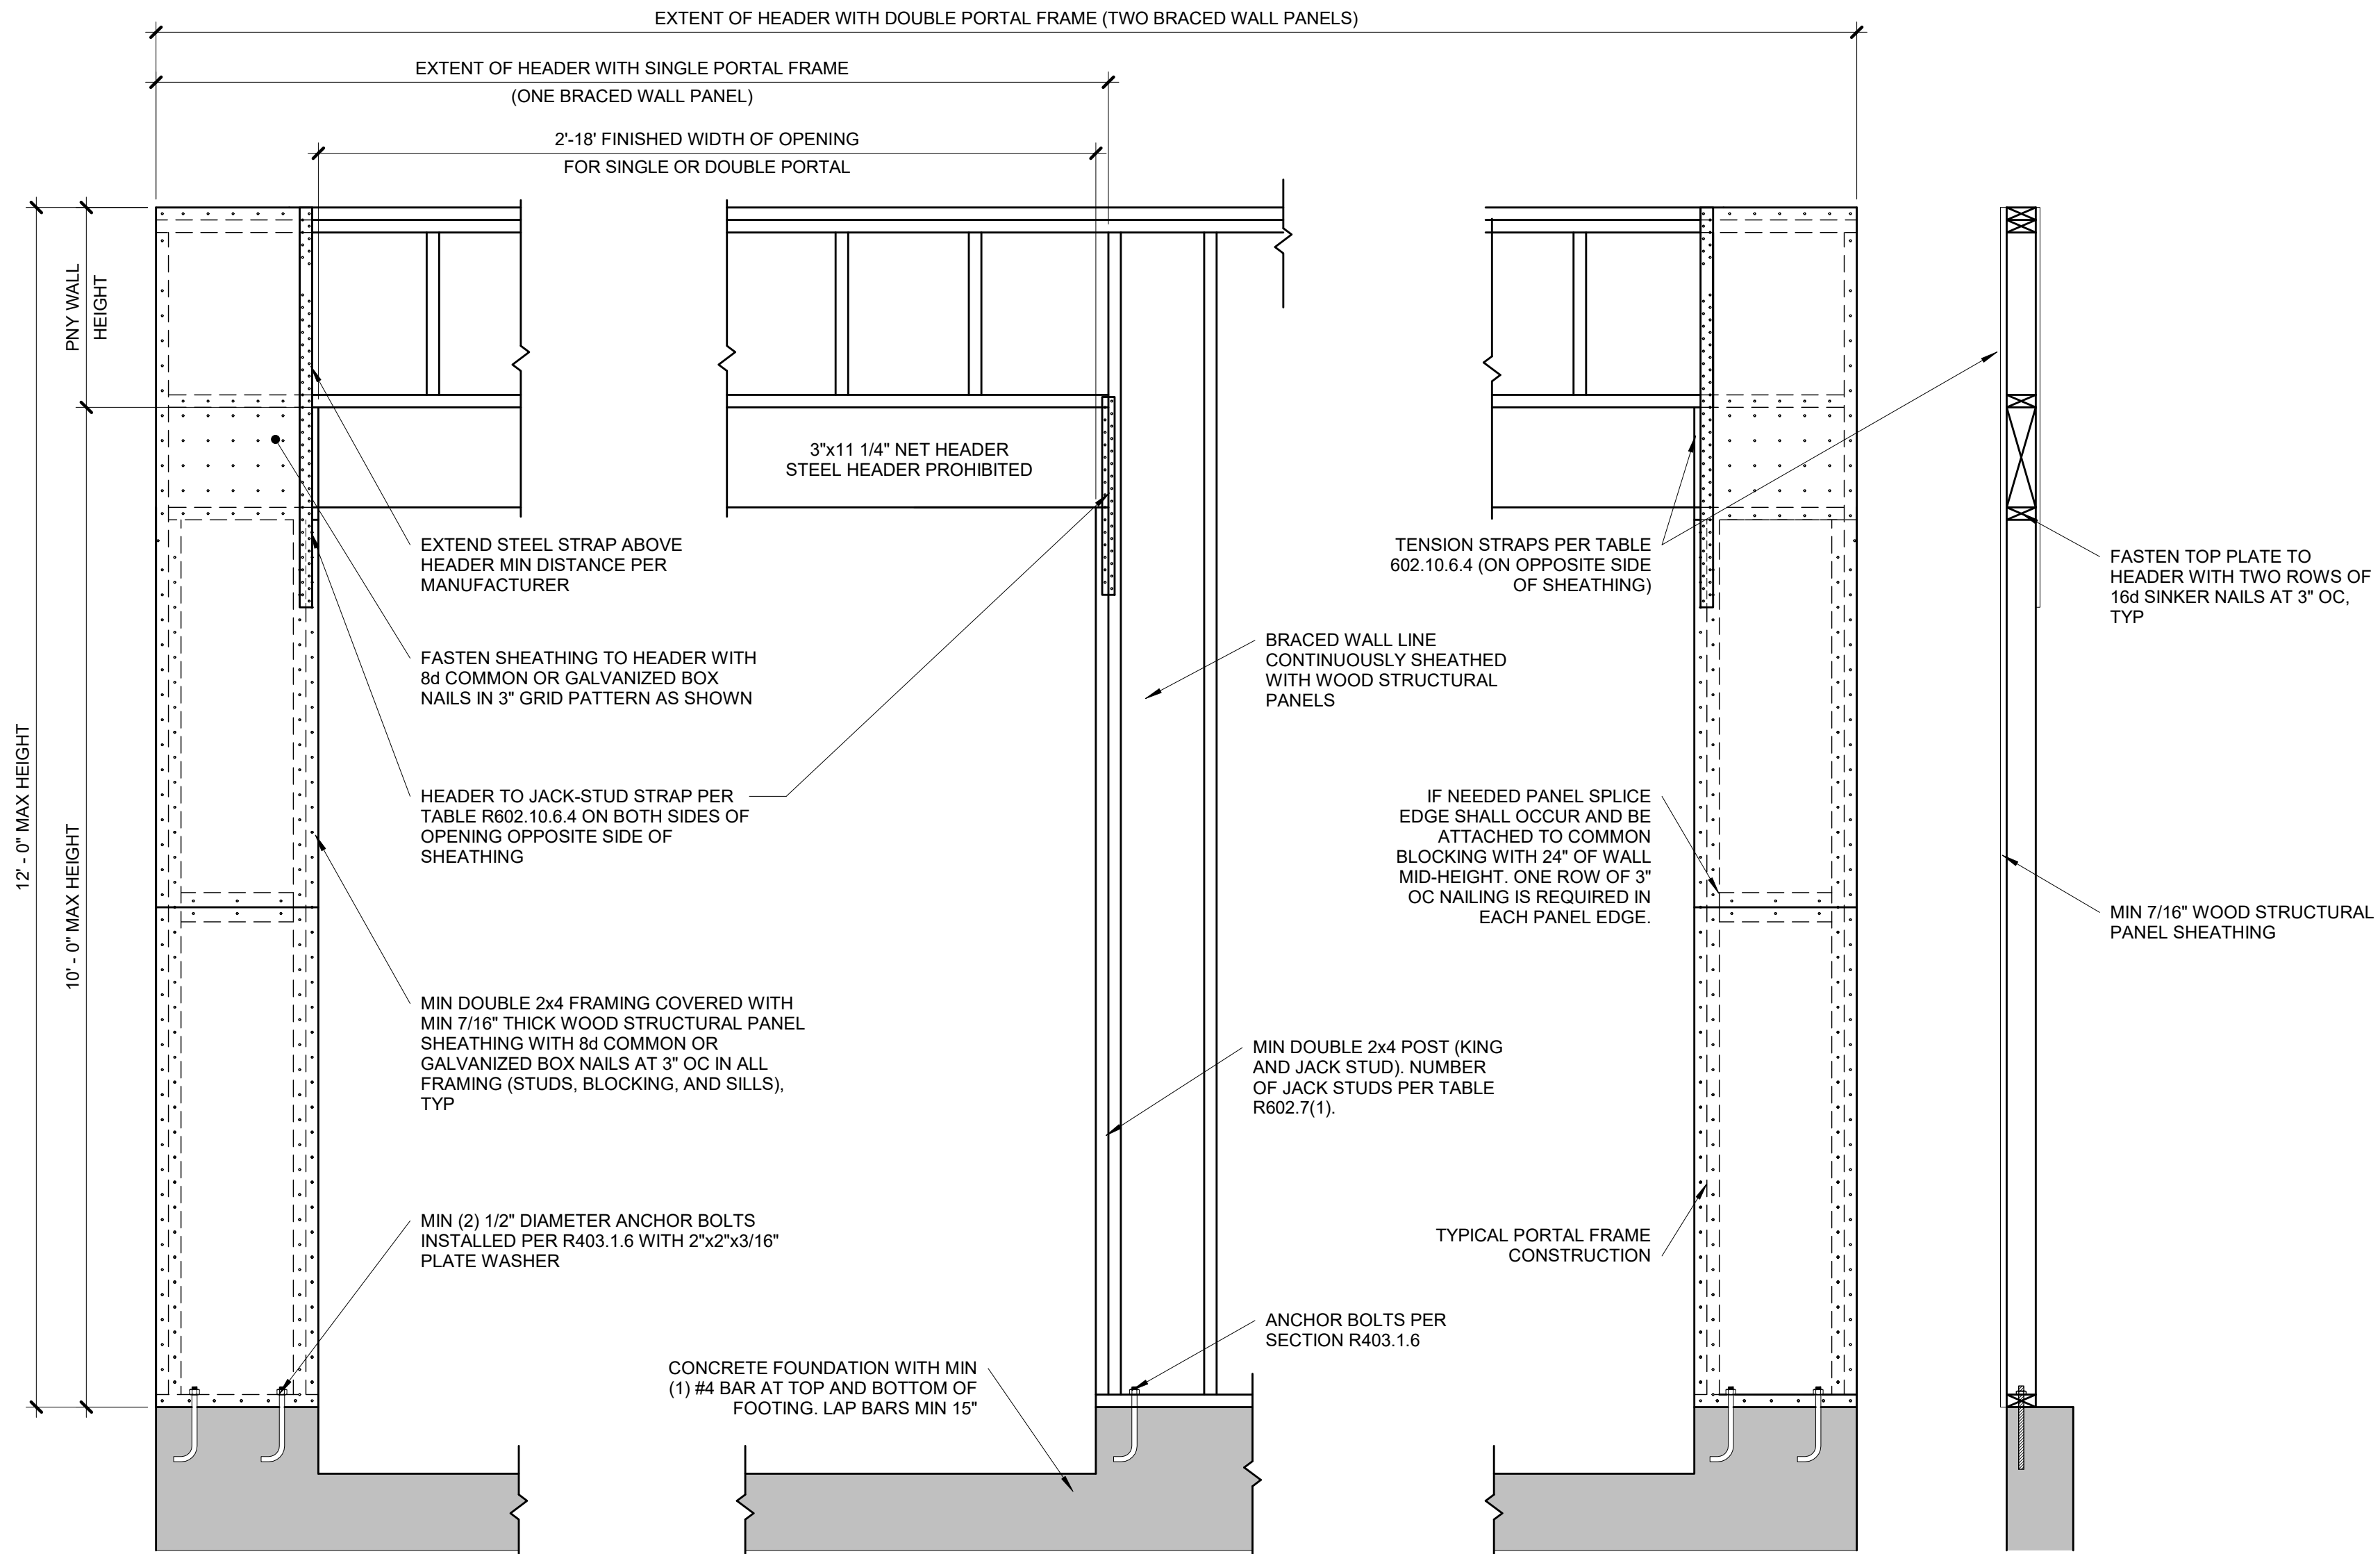 EXTENT OF HEADER WITH DOUBLE PORTAL FRAME (TWO BRACED WALL PANELS)
EXTENT OF HEADER WITH SINGLE PORTAL FRAME
(ONE BRACED WALL PANEL)
2'-18' FINISHED WIDTH OF OPENING
FOR SINGLE OR DOUBLE PORTAL
PNY WALL
HEIGHT
12' - 0" MAX HEIGHT
10' - 0" MAX HEIGHT
3"x11 1/4" NET HEADER
STEEL HEADER PROHIBITED
EXTEND STEEL STRAP ABOVE
HEADER MIN DISTANCE PER
MANUFACTURER
FASTEN SHEATHING TO HEADER WITH
8d COMMON OR GALVANIZED BOX
NAILS IN 3" GRID PATTERN AS SHOWN
HEADER TO JACK-STUD STRAP PER
TABLE R602.10.6.4 ON BOTH SIDES OF
OPENING OPPOSITE SIDE OF
SHEATHING
MIN DOUBLE 2x4 FRAMING COVERED WITH
MIN 7/16" THICK WOOD STRUCTURAL PANEL
SHEATHING WITH 8d COMMON OR
GALVANIZED BOX NAILS AT 3" OC IN ALL
FRAMING (STUDS, BLOCKING, AND SILLS),
TYP
MIN (2) 1/2" DIAMETER ANCHOR BOLTS
INSTALLED PER R403.1.6 WITH 2"x2"x3/16"
PLATE WASHER
CONCRETE FOUNDATION WITH MIN
(1) #4 BAR AT TOP AND BOTTOM OF
FOOTING. LAP BARS MIN 15"
BRACED WALL LINE
CONTINUOUSLY SHEATHED
WITH WOOD STRUCTURAL
PANELS
MIN DOUBLE 2x4 POST (KING
AND JACK STUD). NUMBER
OF JACK STUDS PER TABLE
R602.7(1).
ANCHOR BOLTS PER
SECTION R403.1.6
TENSION STRAPS PER TABLE
602.10.6.4 (ON OPPOSITE SIDE
OF SHEATHING)
IF NEEDED PANEL SPLICE
EDGE SHALL OCCUR AND BE
ATTACHED TO COMMON
BLOCKING WITH 24" OF WALL
MID-HEIGHT. ONE ROW OF 3"
OC NAILING IS REQUIRED IN
EACH PANEL EDGE.
TYPICAL PORTAL FRAME
CONSTRUCTION
FASTEN TOP PLATE TO
HEADER WITH TWO ROWS OF
16d SINKER NAILS AT 3" OC,
TYP
MIN 7/16" WOOD STRUCTURAL
PANEL SHEATHING